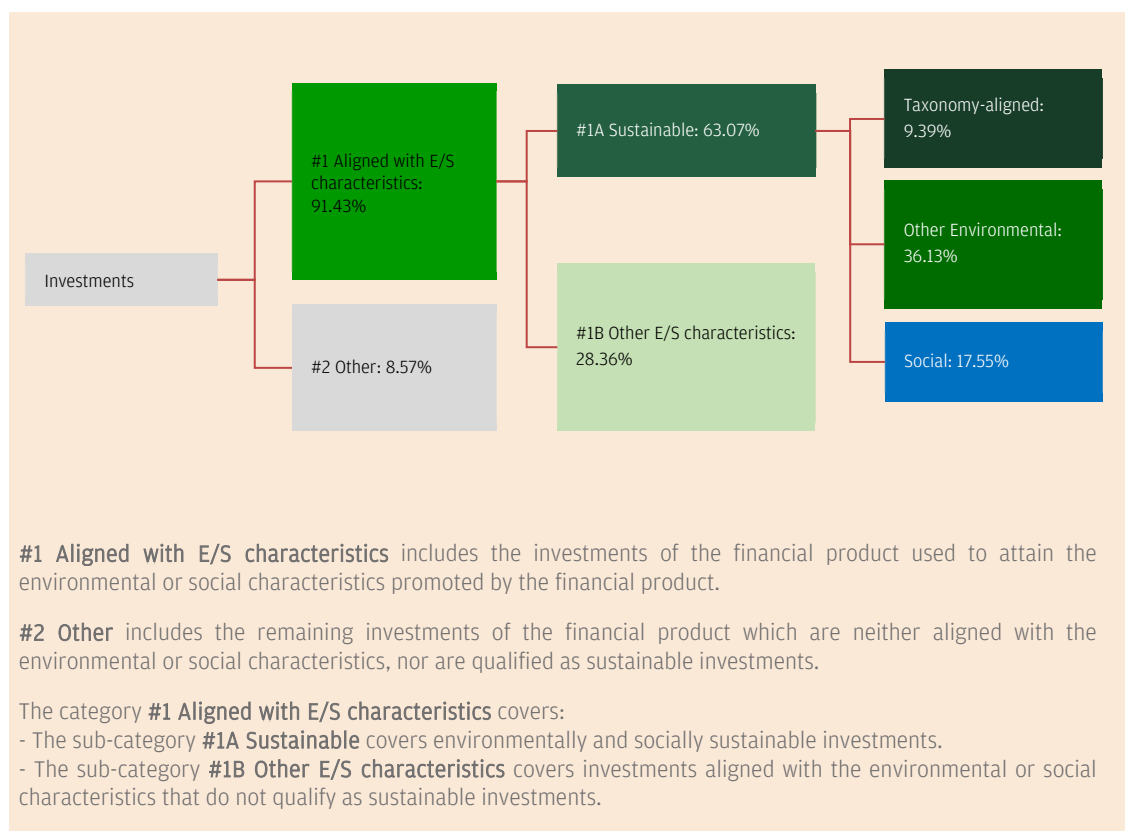 Investments
#1 Aligned with E/S
characteristics:
91.43%
#2 Other: 8.57%
#1A Sustainable: 63.07%
#1B Other E/S characteristics:
28.36%
Taxonomy-aligned:
9.39%
Other Environmental:
36.13%
Social: 17.55%
#1 Aligned with E/S characteristics includes the investments of the financial product used to attain the
environmental or social characteristics promoted by the financial product.
#2 Other includes the remaining investments of the financial product which are neither aligned with the
environmental or social characteristics, nor are qualified as sustainable investments.
The category #1 Aligned with E/S characteristics covers:
- The sub-category #1A Sustainable covers environmentally and socially sustainable investments.
- The sub-category #1B Other E/S characteristics covers investments aligned with the environmental or social
characteristics that do not qualify as sustainable investments.